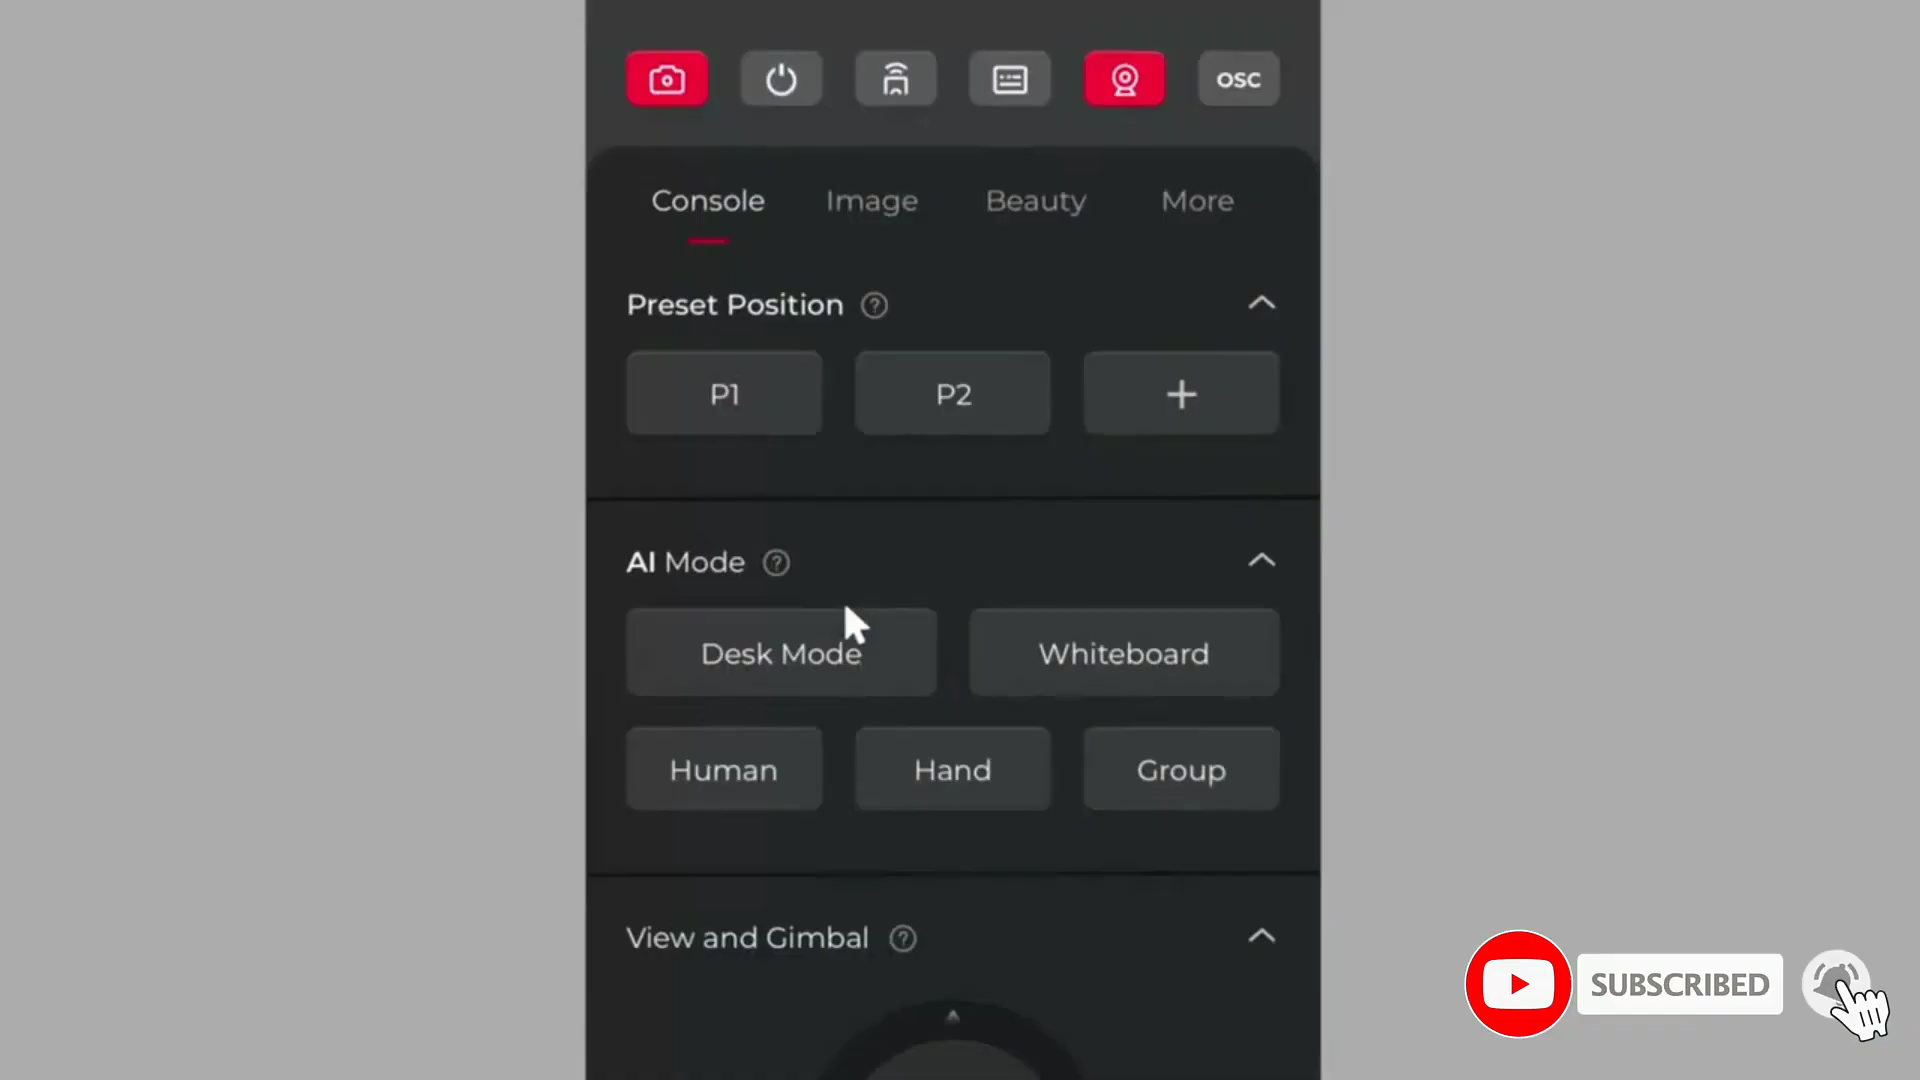 OSC
Console Image Beauty More
Preset Position ?
P1 P2 +
AI Mode ?
Desk Mode Whiteboard
Human Hand Group
View and Gimbal ?
SUBSCRIBED